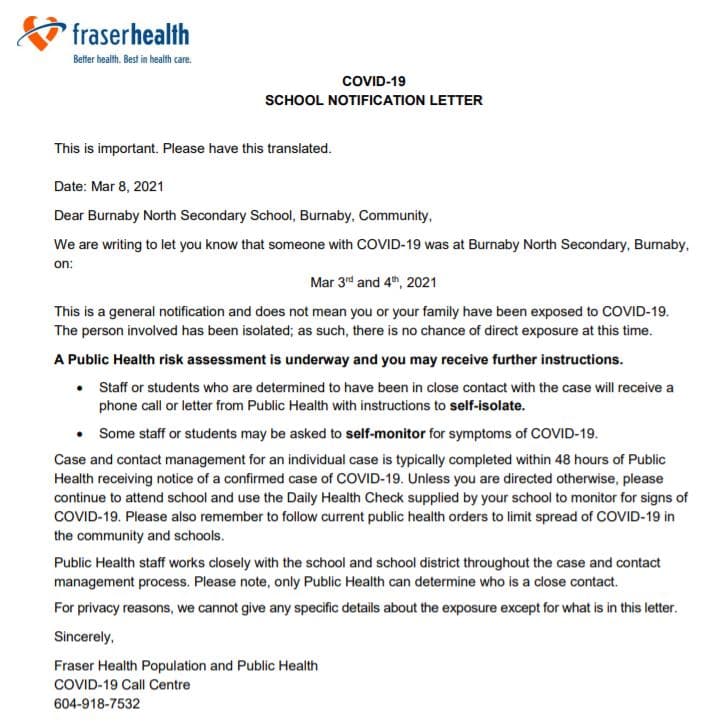 fraserhealth
Better health. Best in health care.
COVID-19
SCHOOL NOTIFICATION LETTER
This is important. Please have this translated.
Date: Mar 8, 2021
Dear Burnaby North Secondary School, Burnaby, Community,
We are writing to let you know that someone with COVID-19 was at Burnaby North Secondary, Burnaby,
on:
Mar 3rd and 4th, 2021
This is a general notification and does not mean you or your family have been exposed to COVID-19.
The person involved has been isolated; as such, there is no chance of direct exposure at this time.
A Public Health risk assessment is underway and you may receive further instructions.
• Staff or students who are determined to have been in close contact with the case will receive a
phone call or letter from Public Health with instructions to self-isolate.
• Some staff or students may be asked to self-monitor for symptoms of COVID-19.
Case and contact management for an individual case is typically completed within 48 hours of Public
Health receiving notice of a confirmed case of COVID-19. Unless you are directed otherwise, please
continue to attend school and use the Daily Health Check supplied by your school to monitor for signs of
COVID-19. Please also remember to follow current public health orders to limit spread of COVID-19 in
the community and schools.
Public Health staff works closely with the school and school district throughout the case and contact
management process. Please note, only Public Health can determine who is a close contact.
For privacy reasons, we cannot give any specific details about the exposure except for what is in this letter.
Sincerely,
Fraser Health Population and Public Health
COVID-19 Call Centre
604-918-7532